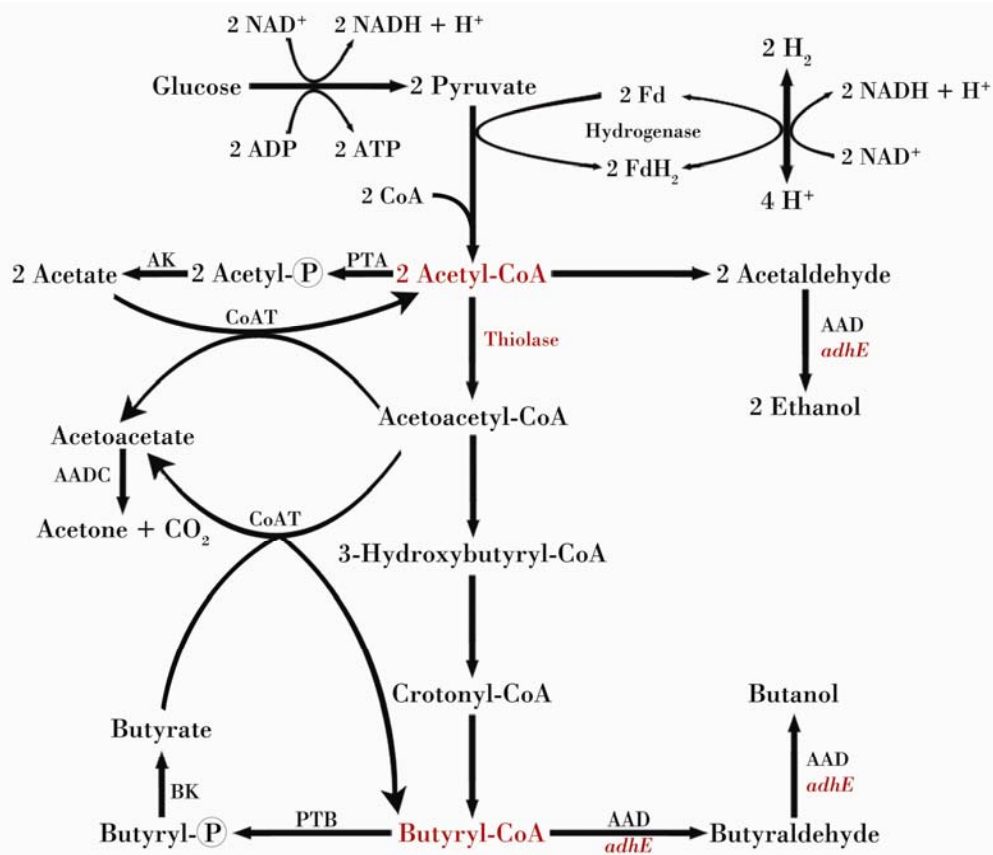 2 NAD⁺ 2 NADH + H⁺
Glucose 2 Pyruvate
2 ADP 2 ATP
2 H₂
2 Fd
2 NADH + H⁺
Hydrogenase
2 FdH₂
2 NAD⁺
4 H⁺
2 CoA
2 Acetate
AK
2 Acetyl-P
PTA
2 Acetyl-CoA
2 Acetaldehyde
CoAT
Thiolase
AAD
adhE
2 Ethanol
Acetoacetyl-CoA
Acetoacetate
AADC
Acetone + CO₂
CoAT
3-Hydroxybutyryl-CoA
Crotonyl-CoA
Butanol
Butyrate
AAD
adhE
BK
Butyryl-P
PTB
Butyryl-CoA
AAD
adhE
Butyraldehyde